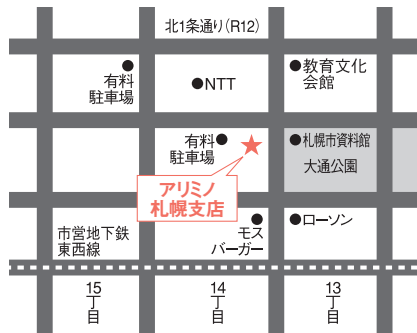 北1条通り(R12)
有料
駐車場
NTT
教育文化
会館
有料
駐車場
札幌市資料館
大通公園
アリミノ
札幌支店
市営地下鉄
東西線
モス
バーガー
ローソン
15
丁
目
14
丁
目
13
丁
目